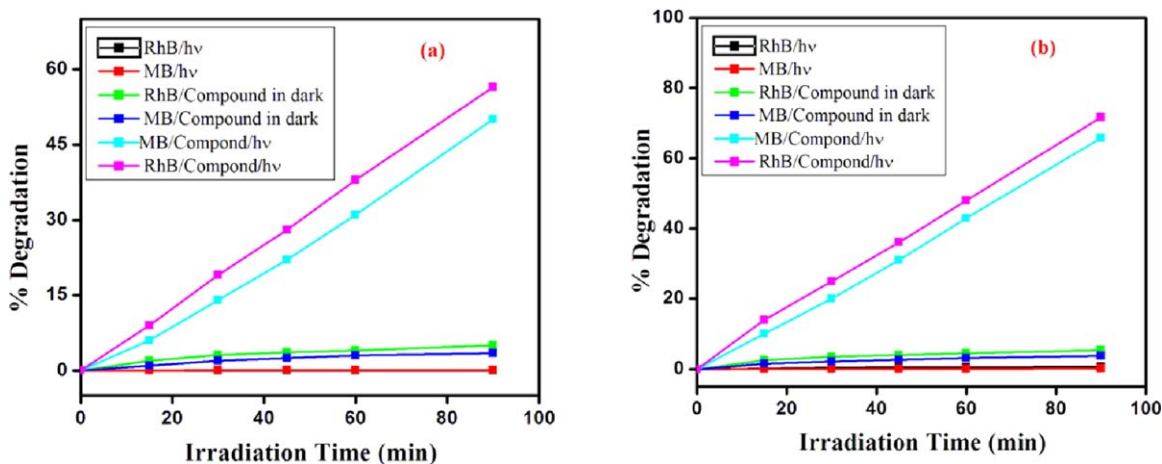 (a)
RhB/hν
MB/hν
RhB/Compound in dark
MB/Compound in dark
MB/Compond/hν
RhB/Compond/hν
% Degradation
60
45
30
15
0
0 20 40 60 80 100
Irradiation Time (min)
(b)
RhB/hν
MB/hν
RhB/Compound in dark
MB/Compound in dark
MB/Compond/hν
RhB/Compond/hν
% Degradation
100
80
60
40
20
0
0 20 40 60 80 100
Irradiation Time (min)